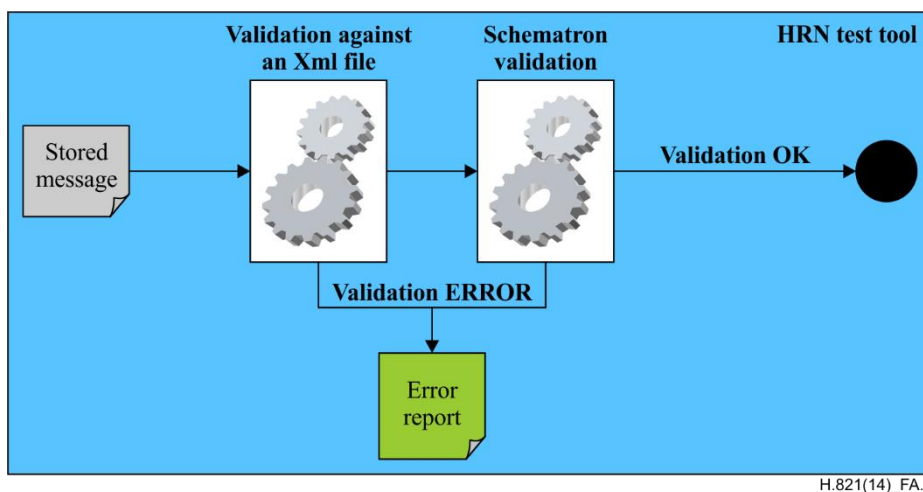 Validation against
an Xml file
Schematron
validation
HRN test tool
Stored
message
Validation OK
Validation ERROR
Error
report
H.821(14)_FA.